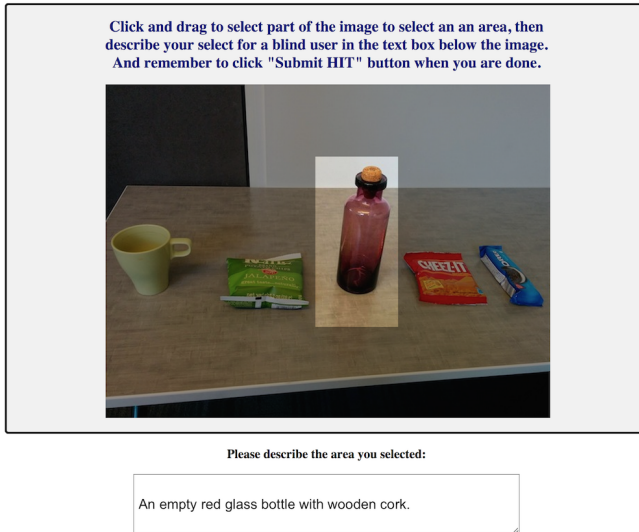 Click and drag to select part of the image to select an an area, then
describe your select for a blind user in the text box below the image.
And remember to click "Submit HIT" button when you are done.
JALAPEÑO
CHEEZ-IT
Please describe the area you selected:
An empty red glass bottle with wooden cork.